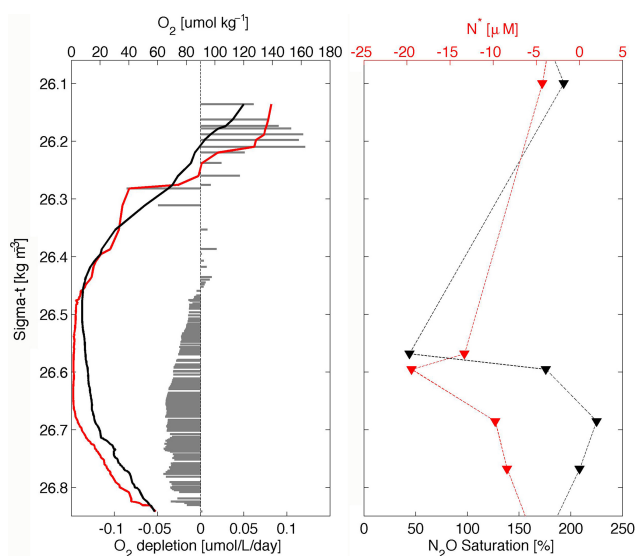 O2 [umol kg−1]
0 20 40 60 80 100 120 140 160 180
26.1
26.2
26.3
26.4
26.5
26.6
26.7
26.8
Sigma-t [kg m−3]
-0.1 -0.05 0 0.05 0.1
O2 depletion [umol/L/day]
N* [μ M]
-25 -20 -15 -10 -5 0 5
0 50 100 150 200 250
N2O Saturation [%]